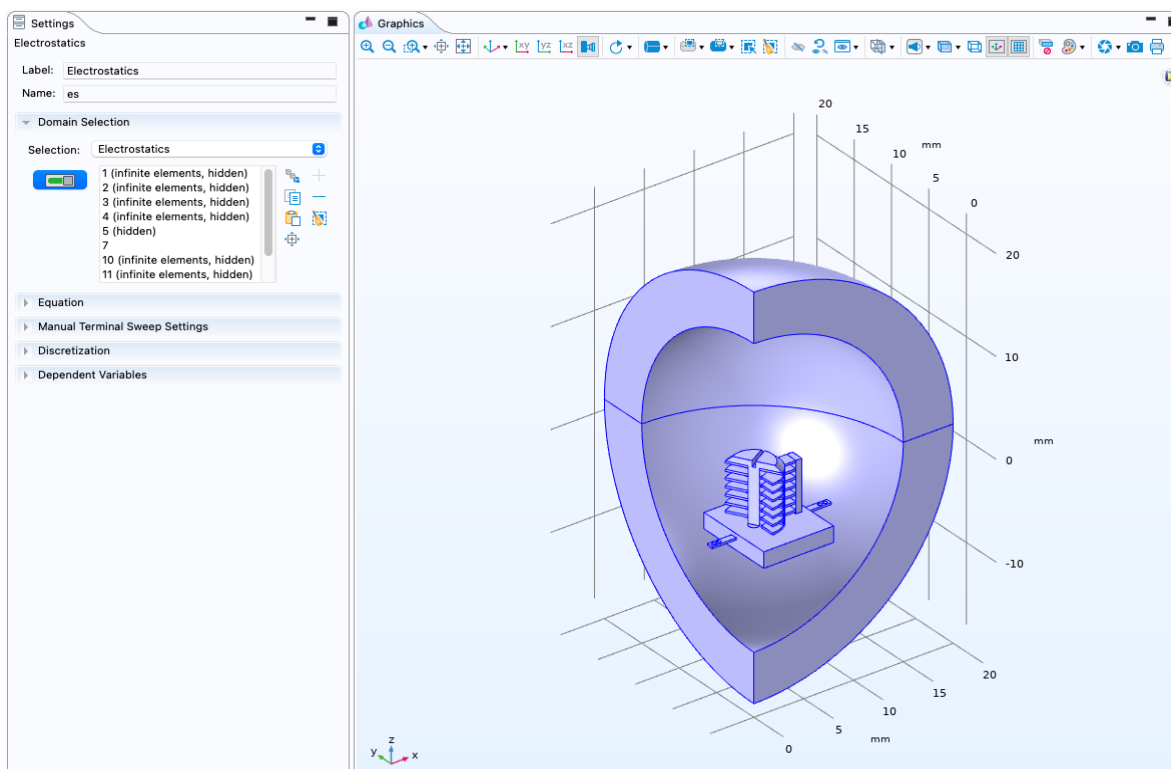 Settings
Electrostatics
Label: Electrostatics
Name: es
Domain Selection
Selection: Electrostatics
1 (infinite elements, hidden)
2 (infinite elements, hidden)
3 (infinite elements, hidden)
4 (infinite elements, hidden)
5 (hidden)
7
10 (infinite elements, hidden)
11 (infinite elements, hidden)
Equation
Manual Terminal Sweep Settings
Discretization
Dependent Variables
Graphics
xy yz xz
20
15
10 mm
5
0
20
10
0 mm
-10
20
15
10
5 mm
0
z
y x